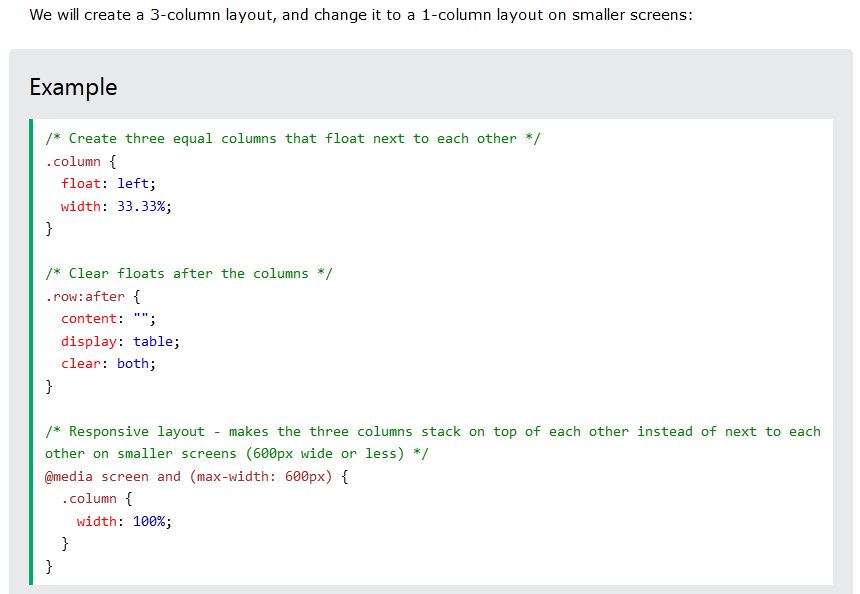 We will create a 3-column layout, and change it to a 1-column layout on smaller screens:
Example
/* Create three equal columns that float next to each other */
.column {
  float: left;
  width: 33.33%;
}
/* Clear floats after the columns */
.row:after {
  content: "";
  display: table;
  clear: both;
}
/* Responsive layout - makes the three columns stack on top of each other instead of next to each
other on smaller screens (600px wide or less) */
@media screen and (max-width: 600px) {
  .column {
    width: 100%;
  }
}